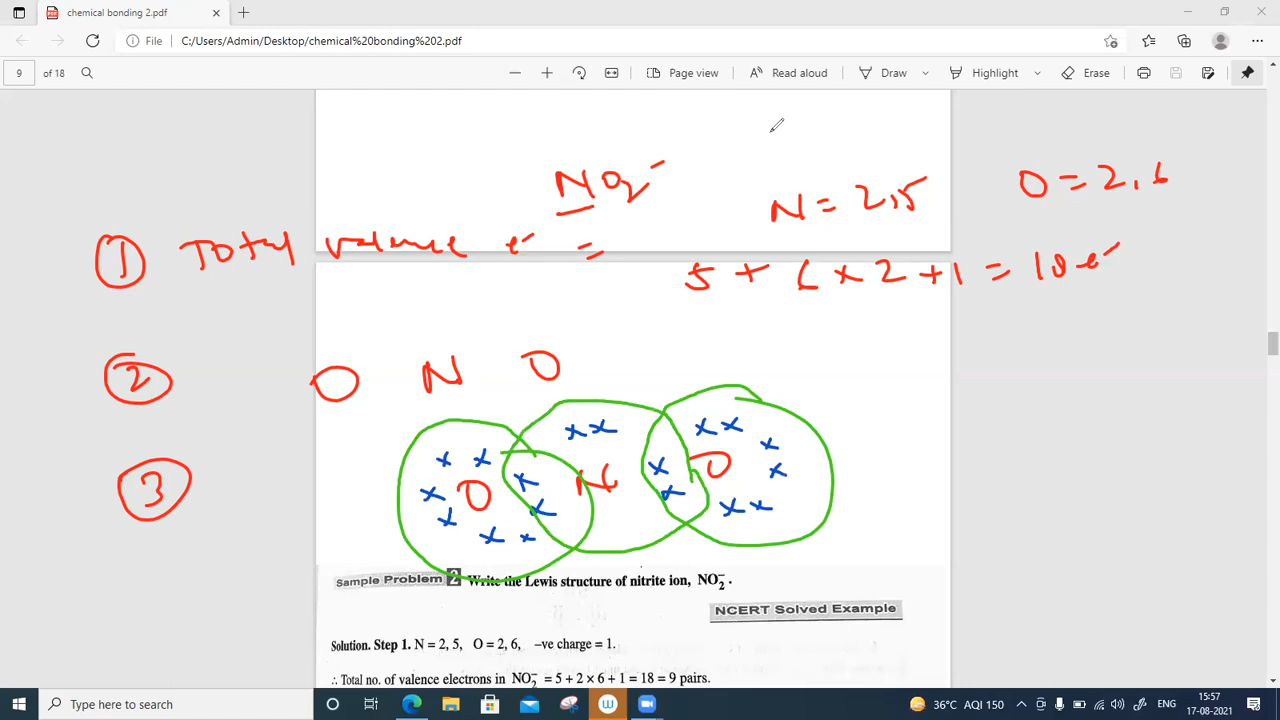 chemical bonding 2.pdf
File C:/Users/Admin/Desktop/chemical%20bonding%202.pdf
9 of 18 Page view Read aloud Draw Highlight Erase
NO₂⁻
N = 2,5
O = 2,6
① Total valence e⁻ =
5 + 6 × 2 + 1 = 18 e⁻
② O N O
③
O N O
Sample Problem 2 Write the Lewis structure of nitrite ion, NO₂⁻.
NCERT Solved Example
Solution. Step 1. N = 2, 5, O = 2, 6, –ve charge = 1.
∴ Total no. of valence electrons in NO₂⁻ = 5 + 2 × 6 + 1 = 18 = 9 pairs.
Type here to search
36°C AQI 150 ENG 15:57
17-08-2021